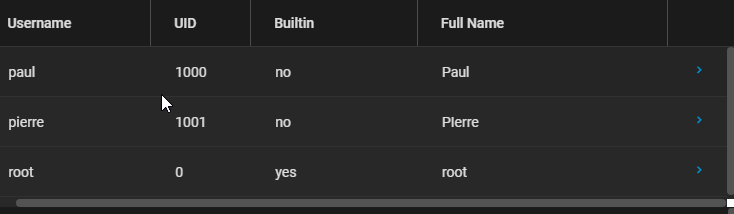 Username UID Builtin Full Name
paul 1000 no Paul
pierre 1001 no PIerre
root 0 yes root